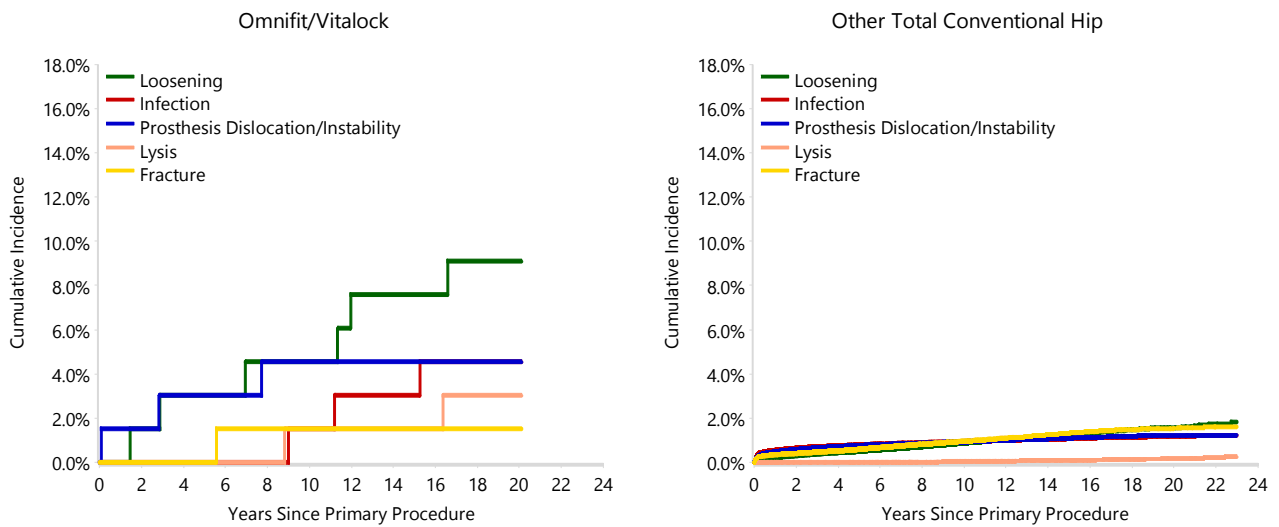 Omnifit/Vitalock
18.0%
16.0%
14.0%
12.0%
10.0%
8.0%
6.0%
4.0%
2.0%
0.0%
Cumulative Incidence
Loosening
Infection
Prosthesis Dislocation/Instability
Lysis
Fracture
0 2 4 6 8 10 12 14 16 18 20 22 24
Years Since Primary Procedure
Other Total Conventional Hip
18.0%
16.0%
14.0%
12.0%
10.0%
8.0%
6.0%
4.0%
2.0%
0.0%
Cumulative Incidence
Loosening
Infection
Prosthesis Dislocation/Instability
Lysis
Fracture
0 2 4 6 8 10 12 14 16 18 20 22 24
Years Since Primary Procedure